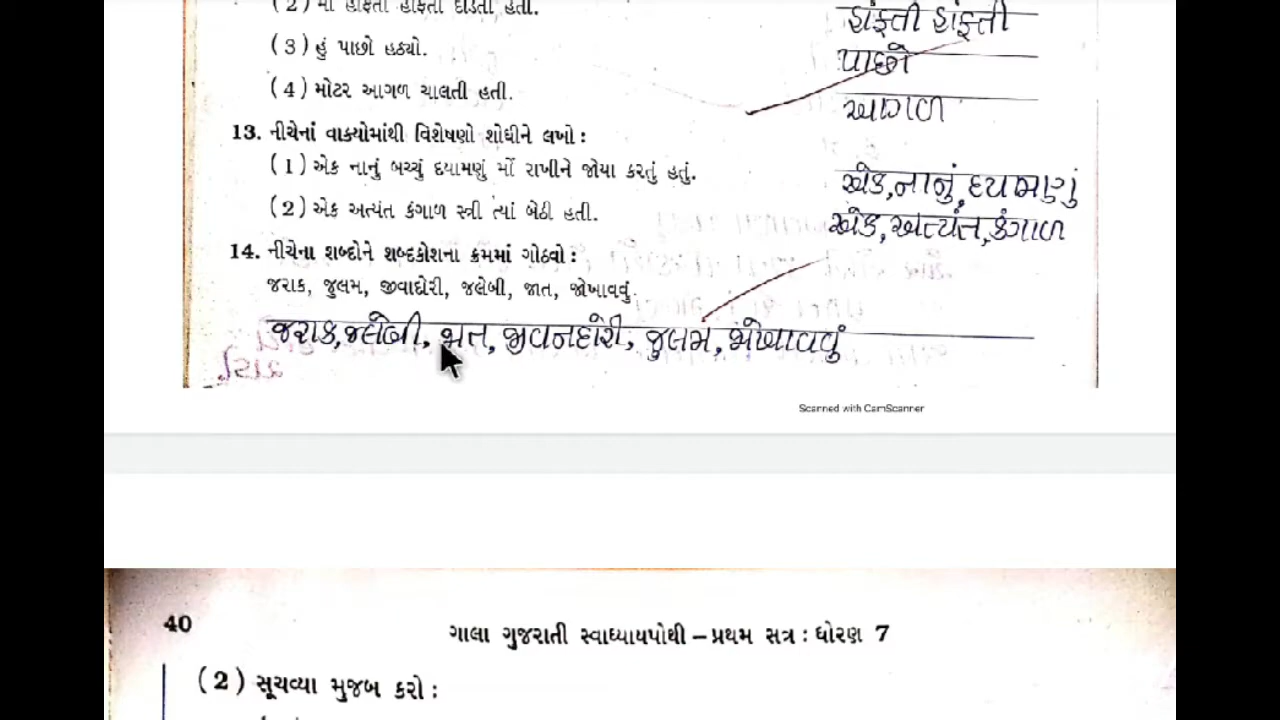 (2) માં હાંફતી હાંફતી દોડતી હતી.
હાંફતી હાંફતી
(3) હું પાછો હઠ્યો.
પાછો
(4) મોટર આગળ ચાલતી હતી.
આગળ
13. નીચેનાં વાક્યોમાંથી વિશેષણો શોધીને લખો :
(1) એક નાનું બચ્ચું દયામણું મોં રાખીને જોયા કરતું હતું.
એક, નાનું, દયામણું
(2) એક અત્યંત કંગાળ સ્ત્રી ત્યાં બેઠી હતી.
એક, અત્યંત, કંગાળ
14. નીચેના શબ્દોને શબ્દકોશના ક્રમમાં ગોઠવો :
જરાક, જુલમ, જીવાદોરી, જલેબી, જાત, જોખાવવું.
જરાક, જલેબી, જાત, જીવનદોરી, જુલમ, જોખાવવું
Scanned with CamScanner
40
ગાલા ગુજરાતી સ્વાધ્યાયપોથી – પ્રથમ સત્ર : ધોરણ 7
(2) સૂચવ્યા મુજબ કરો :